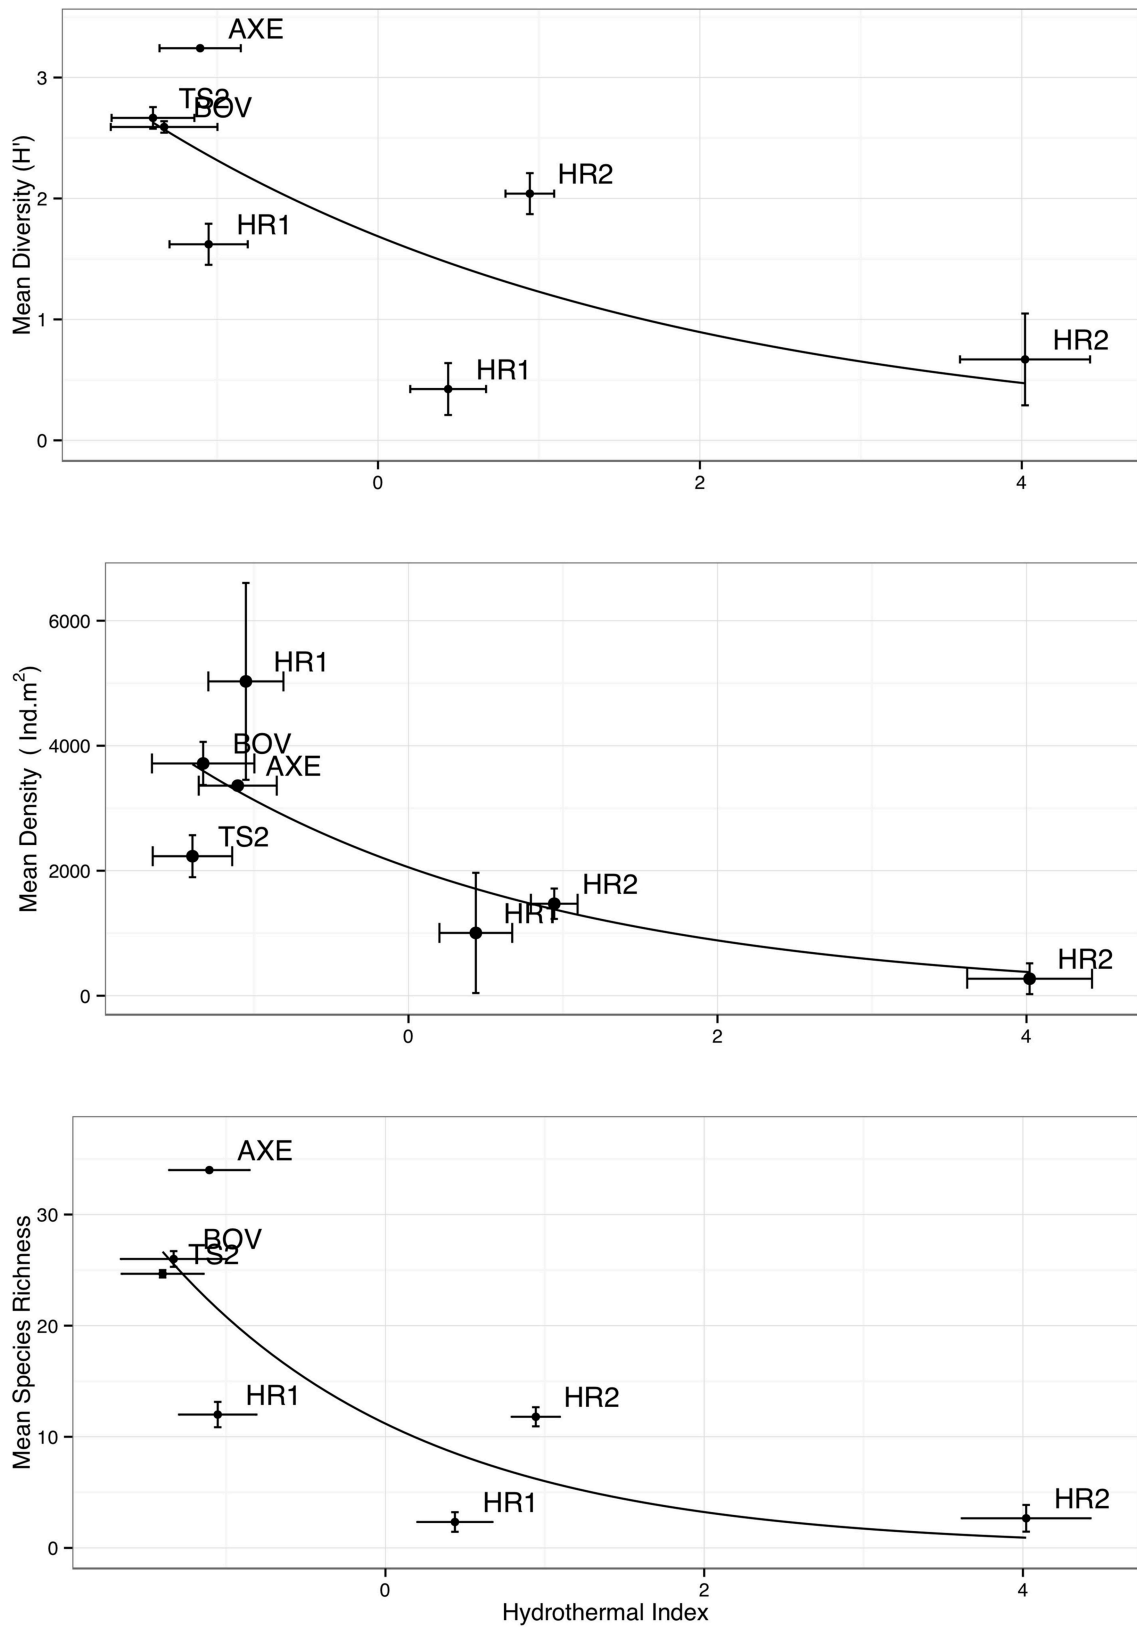 AXE
TS2
BOV
HR2
HR1
HR2
HR1
3
2
1
0
Mean Diversity (H')
0 2 4
HR1
BOV
AXE
TS2
HR2
HR1
HR2
6000
4000
2000
0
Mean Density ( Ind.m²)
0 2 4
AXE
BOV
TS2
HR1
HR2
HR1
HR2
30
20
10
0
Mean Species Richness
0 2 4
Hydrothermal Index